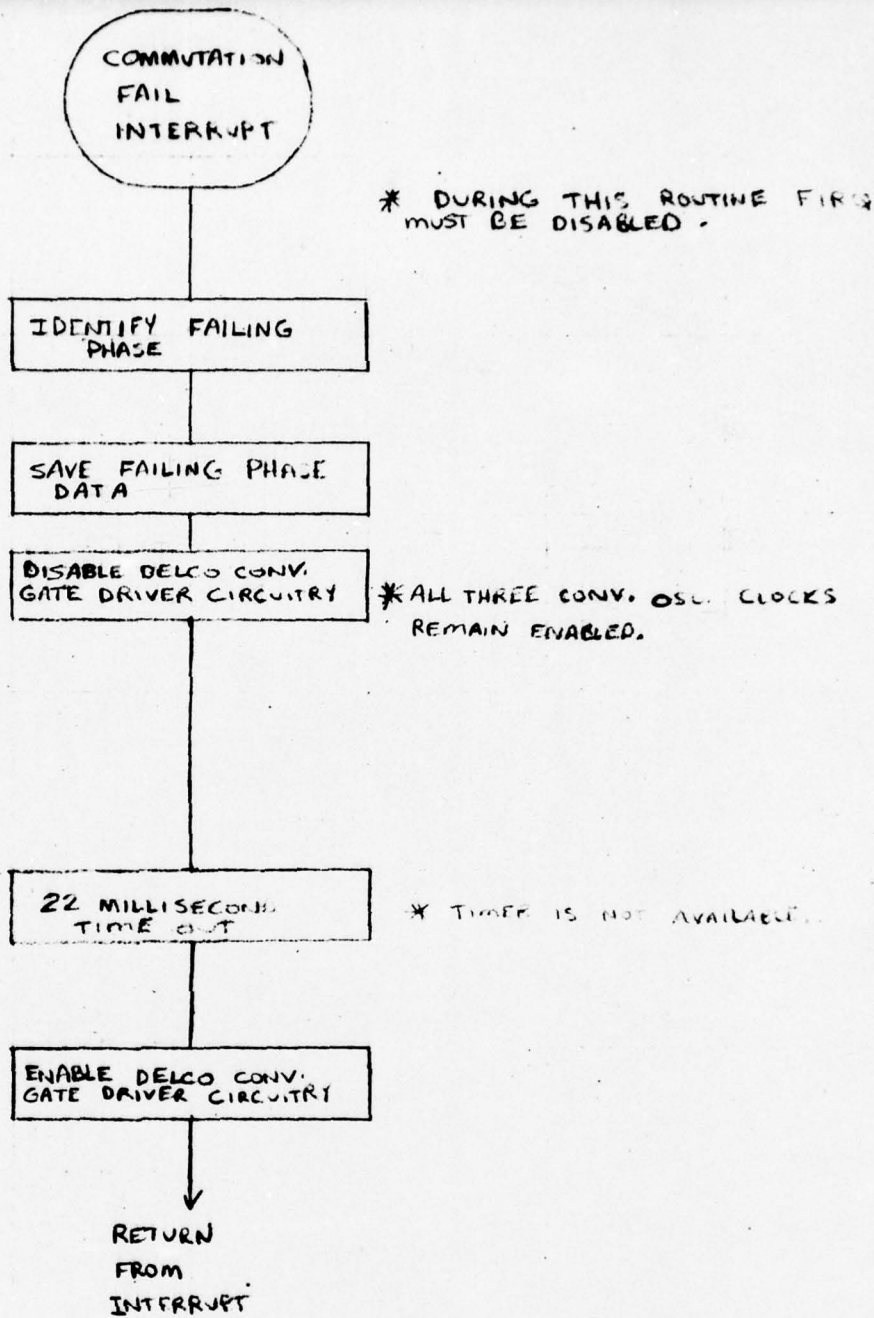 COMMUTATION
FAIL
INTERRUPT
* DURING THIS ROUTINE FIRQ
MUST BE DISABLED.
IDENTIFY FAILING
PHASE
SAVE FAILING PHASE
DATA
DISABLE DELCO CONV.
GATE DRIVER CIRCUITRY
* ALL THREE CONV. OSC. CLOCKS
REMAIN ENABLED.
22 MILLISECOND
TIME OUT
* TIMER IS NOT AVAILABLE.
ENABLE DELCO CONV.
GATE DRIVER CIRCUITRY
RETURN
FROM
INTERRUPT